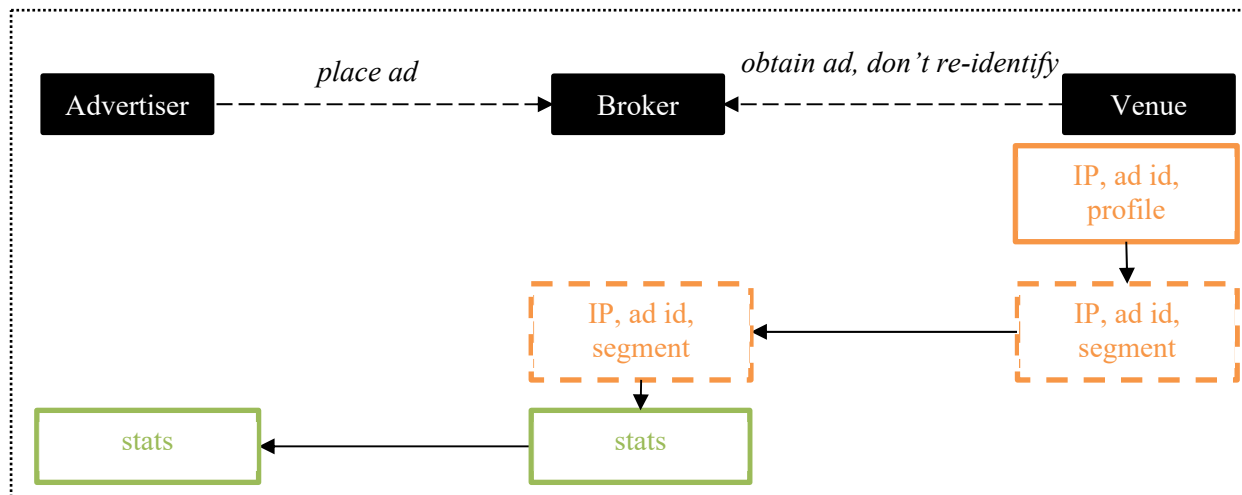 place ad
obtain ad, don’t re-identify
Advertiser
Broker
Venue
IP, ad id,
profile
IP, ad id,
segment
IP, ad id,
segment
stats
stats